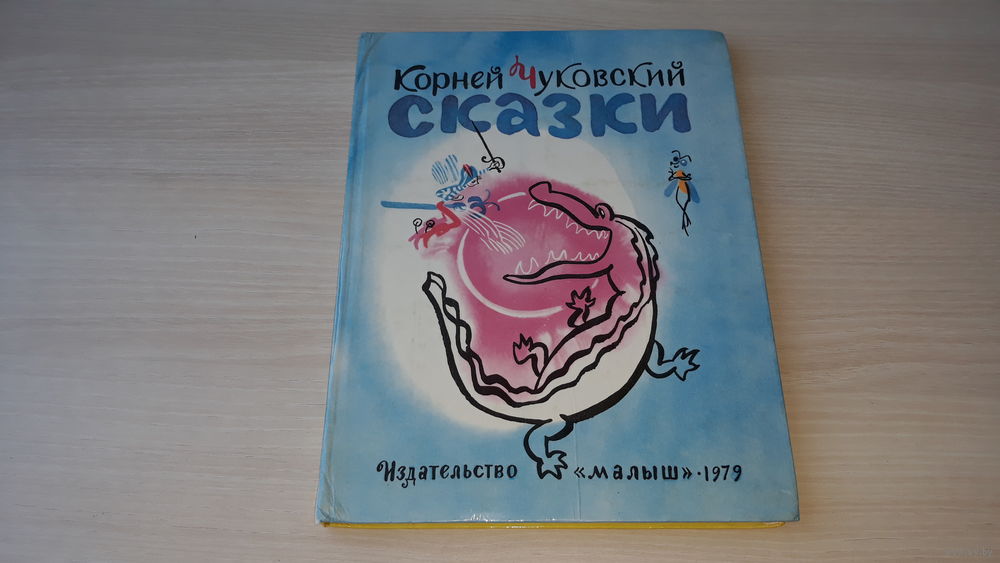 Корней Чуковский
сказки
Издательство «малыш»·1979